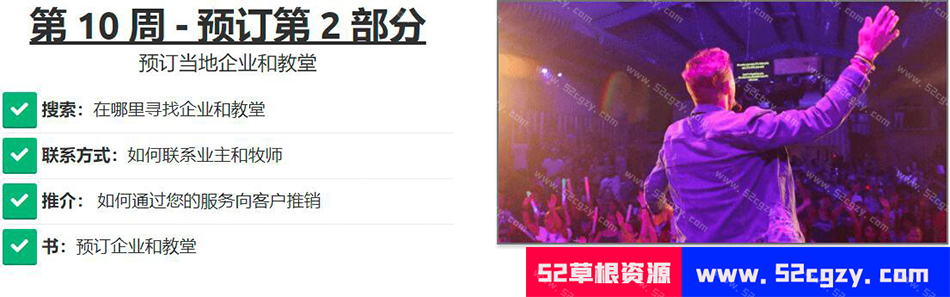 第 10 周 - 预订第 2 部分
预订当地企业和教堂
搜索：在哪里寻找企业和教堂
联系方式：如何联系业主和牧师
推介： 如何通过您的服务向客户推销
书：预订企业和教堂
www.52cgzy.com
52草根资源 www.52cgzy.com